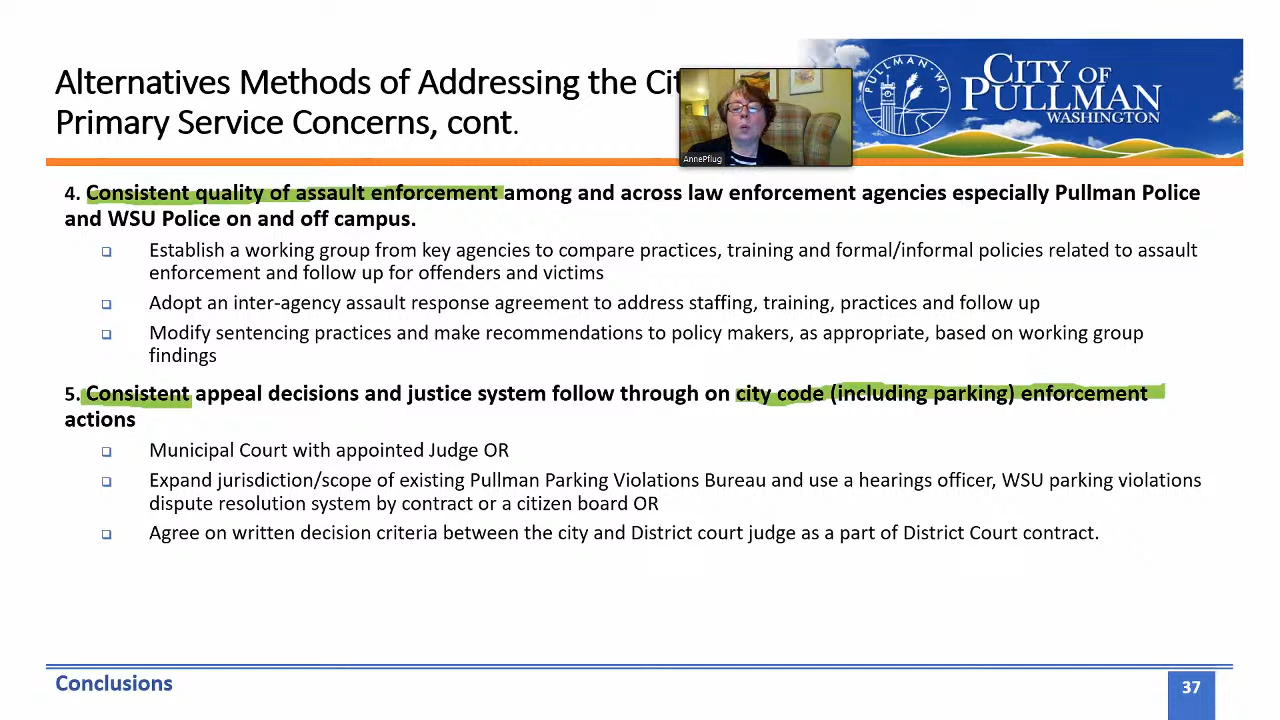 Alternatives Methods of Addressing the Cit
Primary Service Concerns, cont.
AnnePflug
PULLMAN WA
CITY OF
PULLMAN
WASHINGTON
4. Consistent quality of assault enforcement among and across law enforcement agencies especially Pullman Police
and WSU Police on and off campus.
Establish a working group from key agencies to compare practices, training and formal/informal policies related to assault
enforcement and follow up for offenders and victims
Adopt an inter-agency assault response agreement to address staffing, training, practices and follow up
Modify sentencing practices and make recommendations to policy makers, as appropriate, based on working group
findings
5. Consistent appeal decisions and justice system follow through on city code (including parking) enforcement
actions
Municipal Court with appointed Judge OR
Expand jurisdiction/scope of existing Pullman Parking Violations Bureau and use a hearings officer, WSU parking violations
dispute resolution system by contract or a citizen board OR
Agree on written decision criteria between the city and District court judge as a part of District Court contract.
Conclusions
37